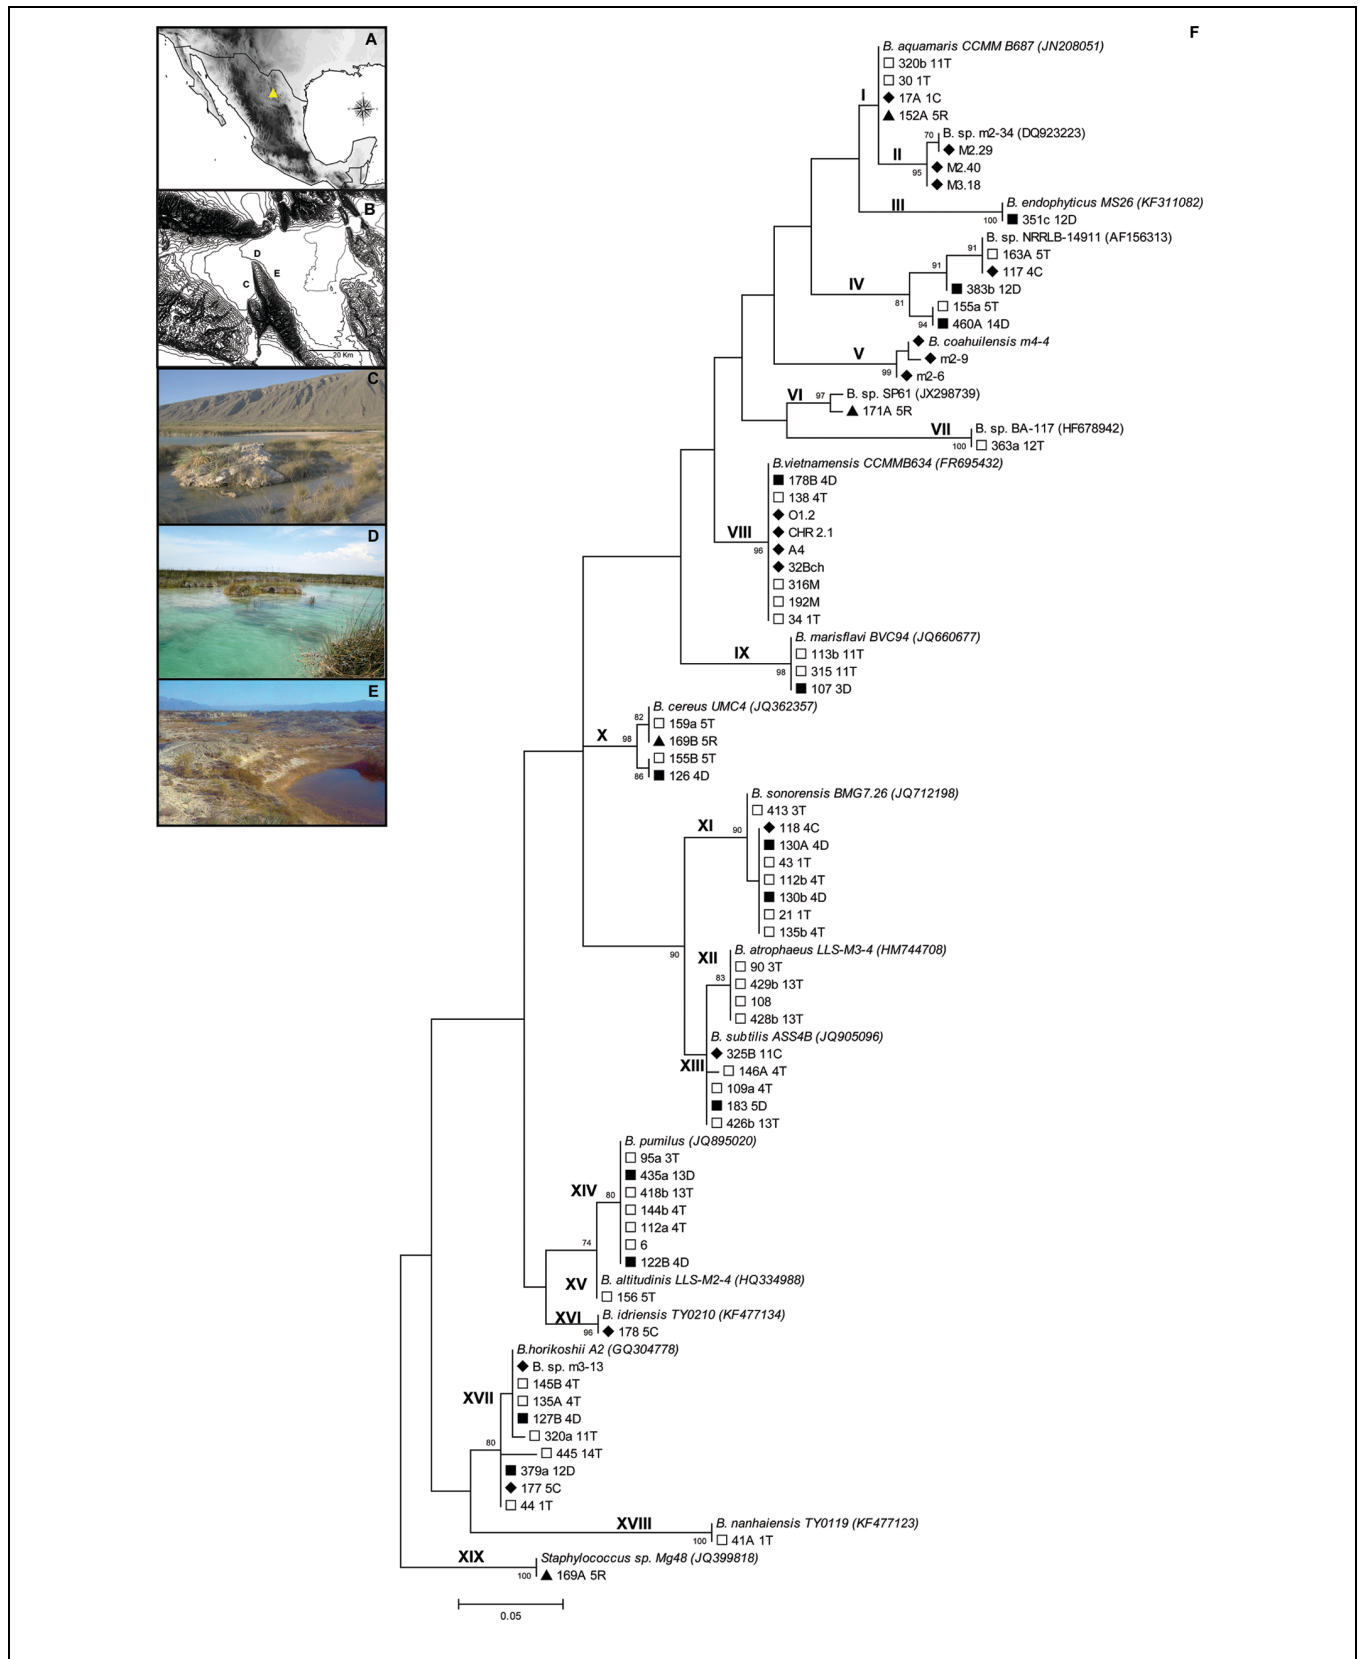 A
B
D
E
C
20 Km
C
D
E
F
B. aquamaris CCMM B687 (JN208051)
320b 11T
30 1T
I
17A 1C
152A 5R
70
B. sp. m2-34 (DQ923223)
M2.29
II
95
M2.40
M3.18
III
B. endophyticus MS26 (KF311082)
100
351c 12D
B. sp. NRRLB-14911 (AF156313)
91
163A 5T
91
117 4C
IV
383b 12D
81
155a 5T
94
460A 14D
B. coahuilensis m4-4
V
m2-9
99
m2-6
VI
97
B. sp. SP61 (JX298739)
171A 5R
VII
B. sp. BA-117 (HF678942)
100
363a 12T
B.vietnamensis CCMMB634 (FR695432)
178B 4D
138 4T
O1.2
VIII
CHR 2.1
96
A4
32Bch
316M
192M
34 1T
B. marisflavi BVC94 (JQ660677)
IX
113b 11T
98
315 11T
107 3D
B. cereus UMC4 (JQ362357)
82
159a 5T
X
98
169B 5R
155B 5T
86
126 4D
B. sonorensis BMG7.26 (JQ712198)
413 3T
XI
90
118 4C
130A 4D
43 1T
112b 4T
130b 4D
21 1T
135b 4T
90
XII
B. atrophaeus LLS-M3-4 (HM744708)
90 3T
83
429b 13T
108
428b 13T
B. subtilis ASS4B (JQ905096)
325B 11C
XIII
146A 4T
109a 4T
183 5D
426b 13T
B. pumilus (JQ895020)
95a 3T
435a 13D
XIV
80
418b 13T
144b 4T
112a 4T
74
6
122B 4D
XV
B. altitudinis LLS-M2-4 (HQ334988)
156 5T
XVI
B. idriensis TY0210 (KF477134)
96
178 5C
B.horikoshii A2 (GQ304778)
B. sp. m3-13
145B 4T
XVII
135A 4T
127B 4D
320a 11T
80
445 14T
379a 12D
177 5C
44 1T
XVIII
B. nanhaiensis TY0119 (KF477123)
100
41A 1T
XIX
Staphylococcus sp. Mg48 (JQ399818)
100
169A 5R
0.05